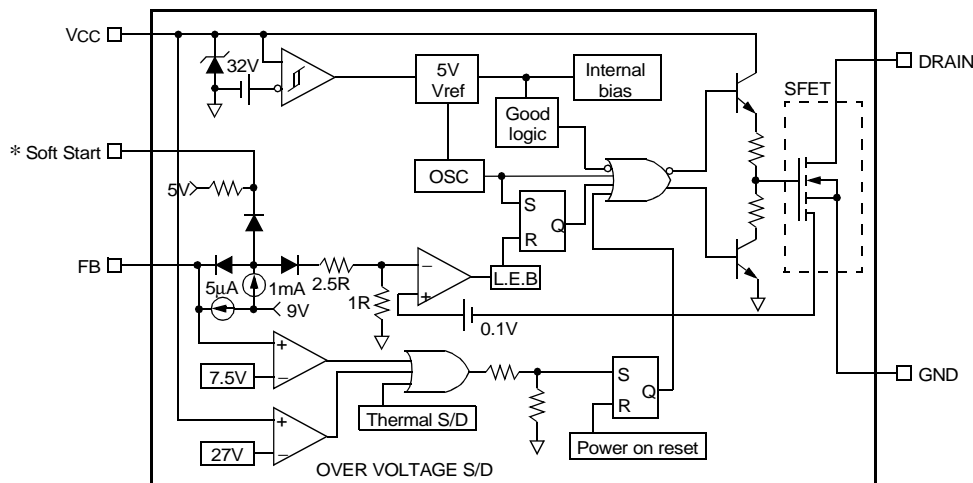 VCC
32V
5V
Vref
Internal
bias
DRAIN
SFET
Good
logic
* Soft Start
5V
OSC
S
R
Q
FB
5μA
1mA
9V
2.5R
1R
−
+
L.E.B
0.1V
+
−
7.5V
Thermal S/D
S
R
Q
GND
+
−
27V
Power on reset
OVER VOLTAGE S/D